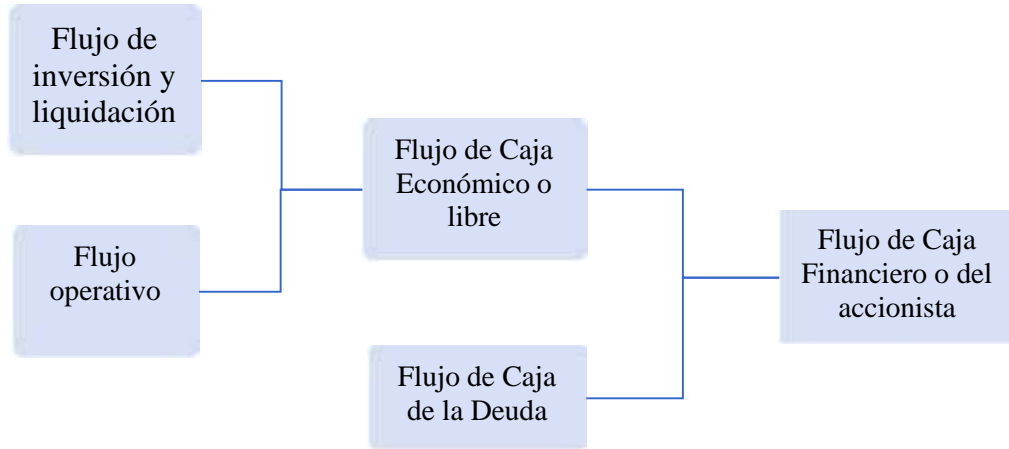 Flujo de
inversión y
liquidación
Flujo
operativo
Flujo de Caja
Económico o
libre
Flujo de Caja
de la Deuda
Flujo de Caja
Financiero o del
accionista